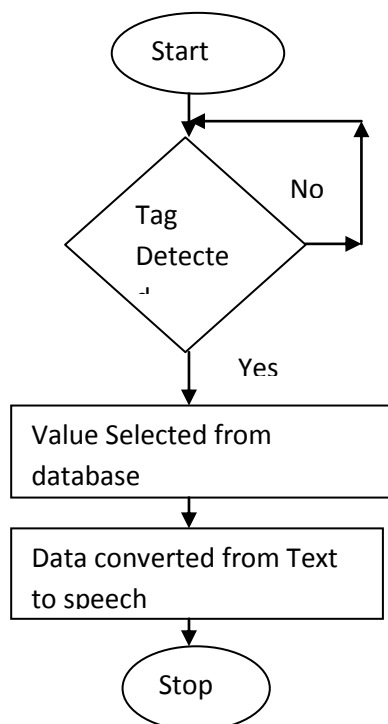 Start
No
Tag
Detecte
d
Yes
Value Selected from
database
Data converted from Text
to speech
Stop